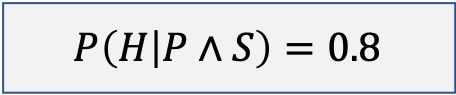 P(H|P ∧ S) = 0.8